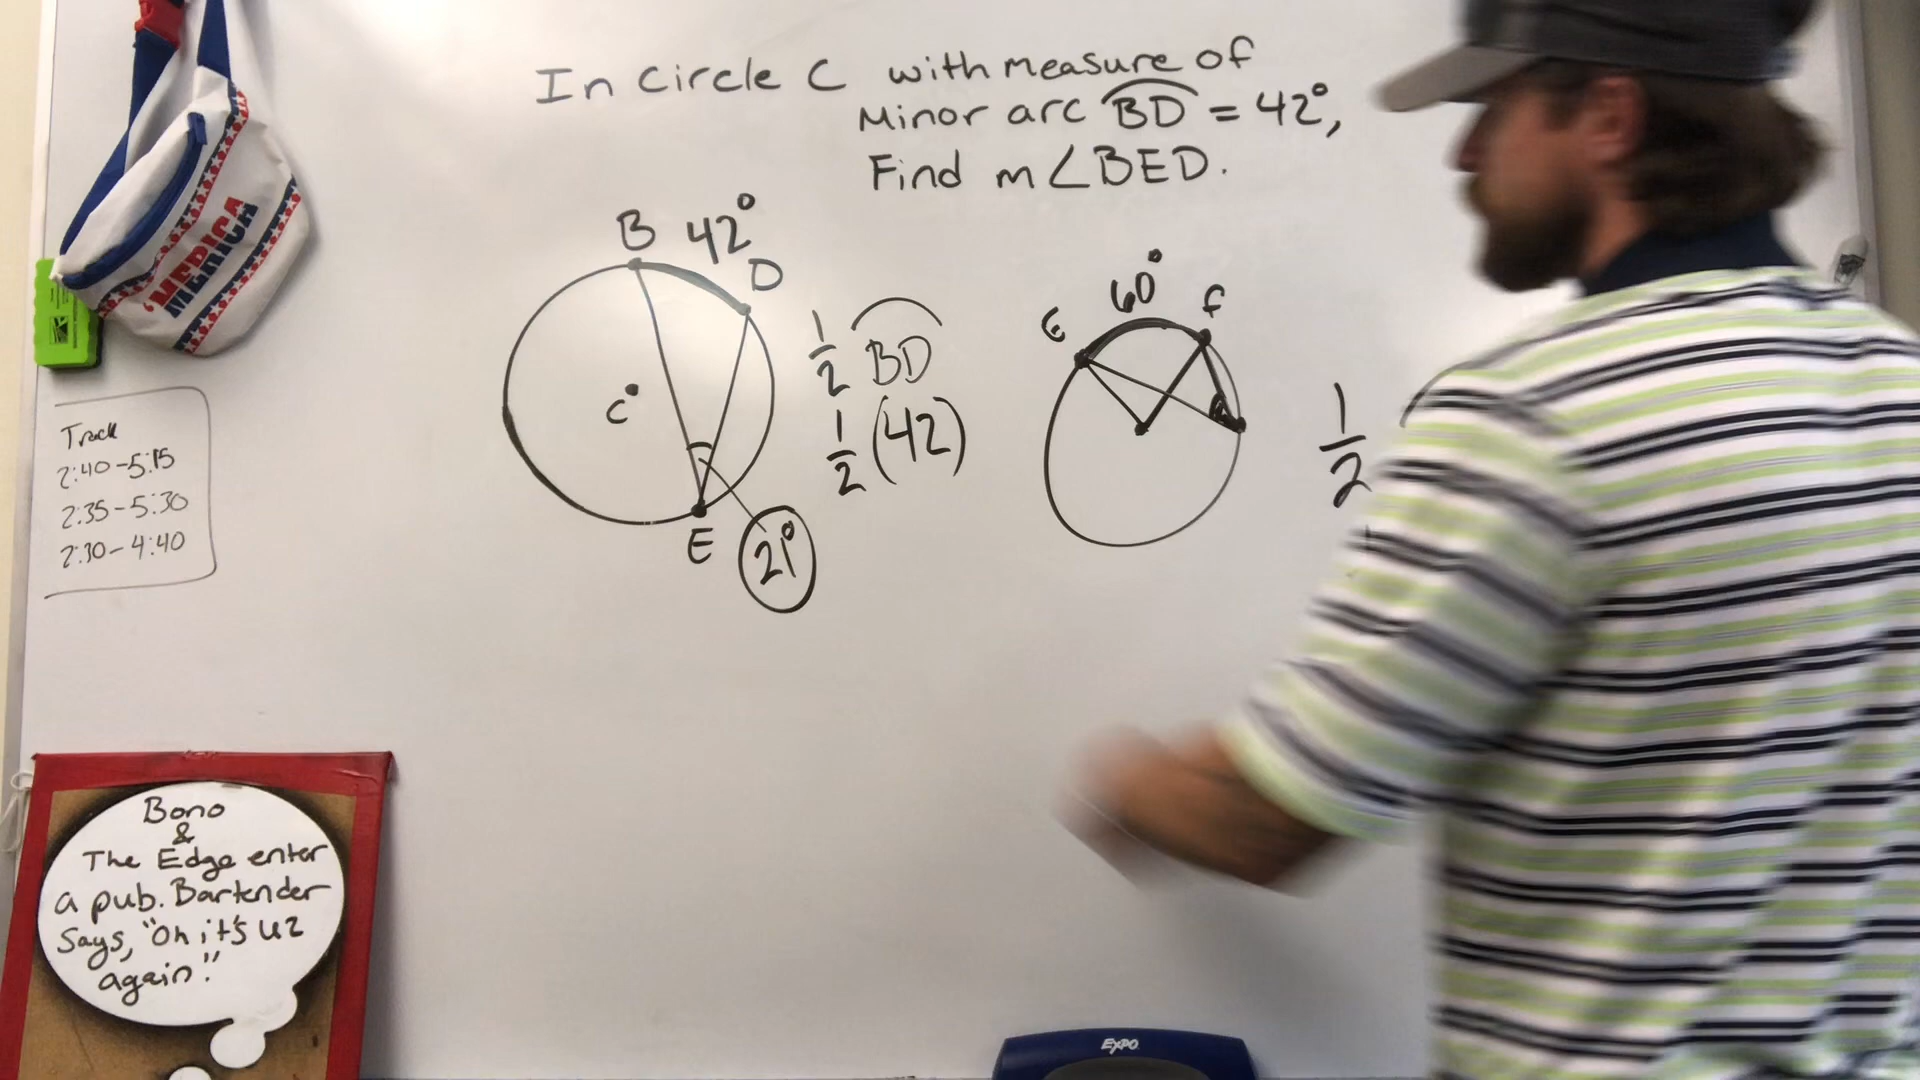 In Circle C with measure of
Minor arc BD = 42°,
Find m∠BED.
B 42°
D
C
E
21°
1/2 BD
1/2 (42)
E 60° F
1/2
'MERICA
'MERICA
Track
2:40-5:15
2:35-5:30
2:30-4:40
Bono
&
The Edge enter
a pub. Bartender
Says, "Oh it's U2
again."
EXPO